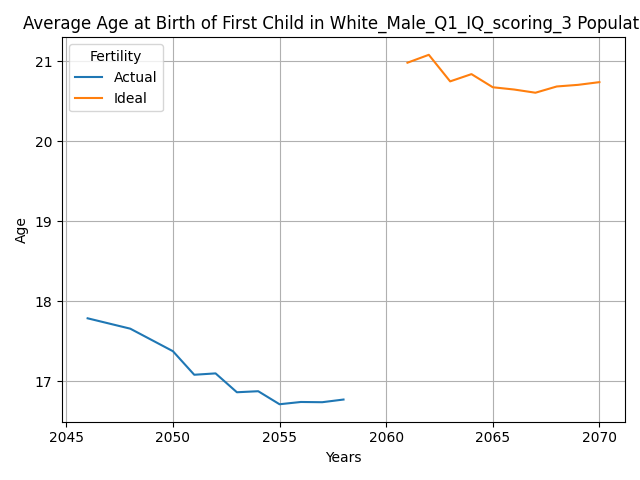 Average Age at Birth of First Child in White_Male_Q1_IQ_scoring_3 Populat
Fertility
Actual
Ideal
21
20
19
18
17
Age
2045 2050 2055 2060 2065 2070
Years